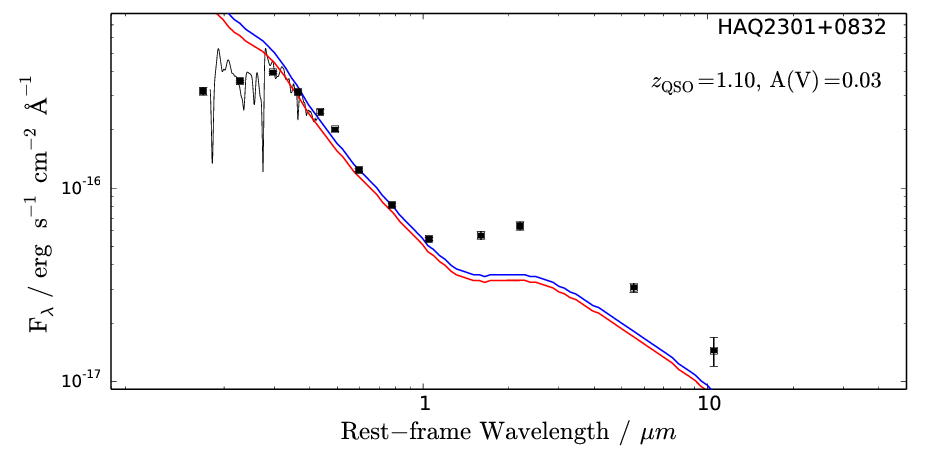 HAQ2301+0832
z_QSO=1.10, A(V)=0.03
F_λ / erg s⁻¹ cm⁻² Å⁻¹
10⁻¹⁶
10⁻¹⁷
1 10
Rest−frame Wavelength / μm